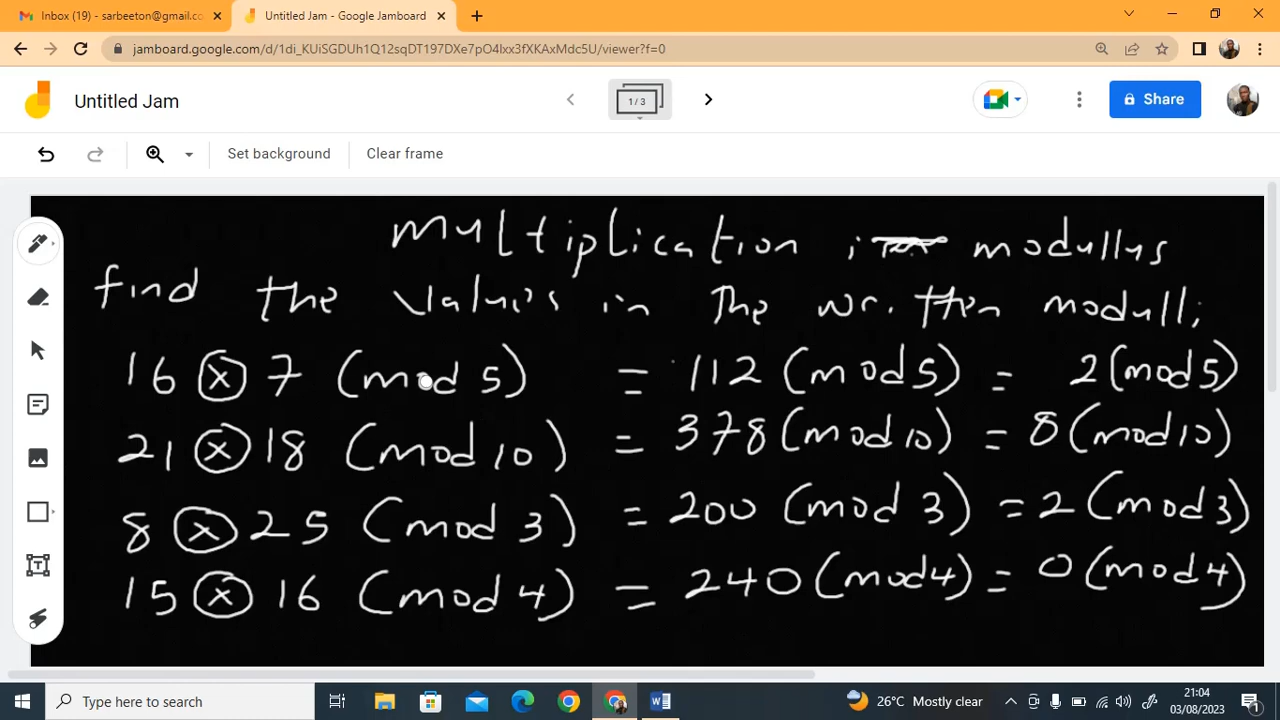 Inbox (19) - sarbeeton@gmail.co
Untitled Jam - Google Jamboard
jamboard.google.com/d/1di_KUiSGDUh1Q12sqDT197DXe7pO4Ixx3fXKAxMdc5U/viewer?f=0
Untitled Jam
1 / 3
Share
Set background
Clear frame
multiplication in modullus
find the values in the written modulli
16 ⊗ 7 (mod 5) = 112 (mod 5) = 2 (mod 5)
21 ⊗ 18 (mod 10) = 378 (mod 10) = 8 (mod 10)
8 ⊗ 25 (mod 3) = 200 (mod 3) = 2 (mod 3)
15 ⊗ 16 (mod 4) = 240 (mod 4) = 0 (mod 4)
Type here to search
26°C Mostly clear
21:04
03/08/2023
1